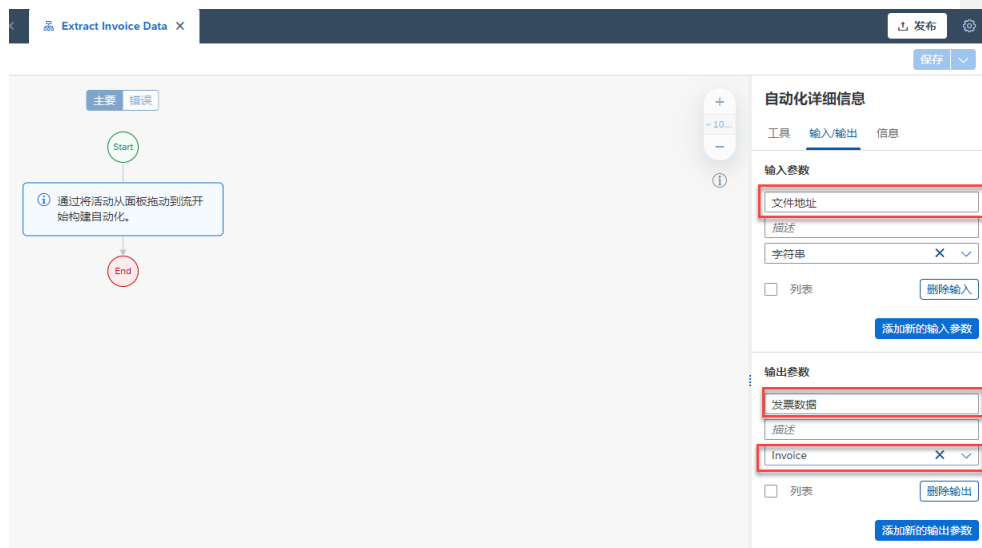 Extract Invoice Data
发布
保存
主要 错误
10...
Start
通过将活动从面板拖动到流开
始构建自动化。
End
自动化详细信息
工具 输入/输出 信息
输入参数
文件地址
描述
字符串
列表
删除输入
添加新的输入参数
输出参数
发票数据
描述
Invoice
列表
删除输出
添加新的输出参数